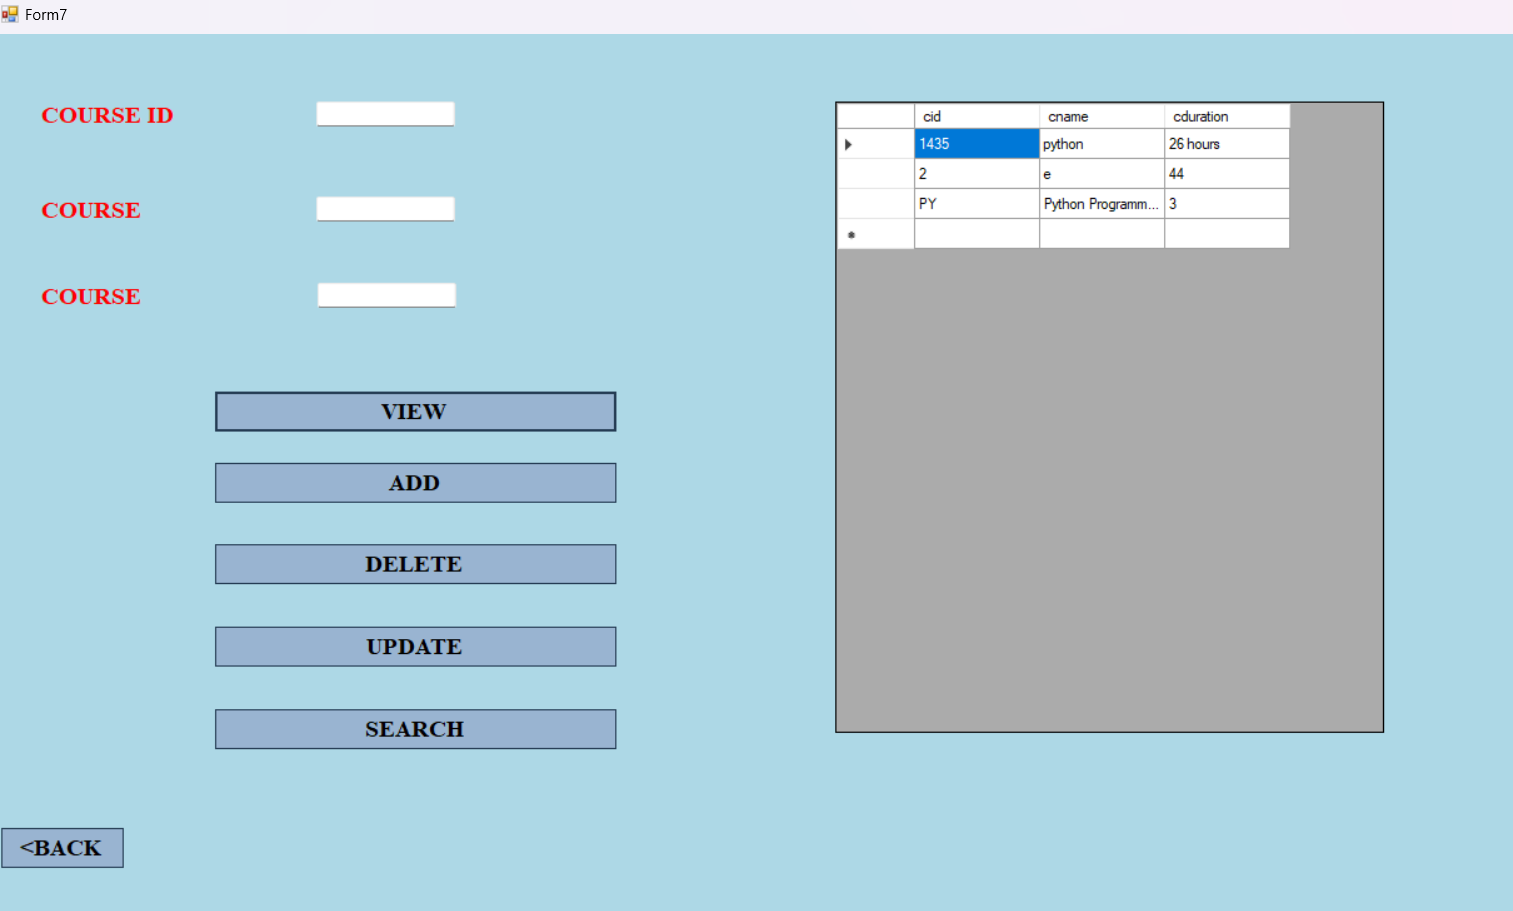 Form7
COURSE ID
COURSE
COURSE
VIEW
ADD
DELETE
UPDATE
SEARCH
<BACK
cid cname cduration
1435 python 26 hours
2 e 44
PY Python Programm... 3